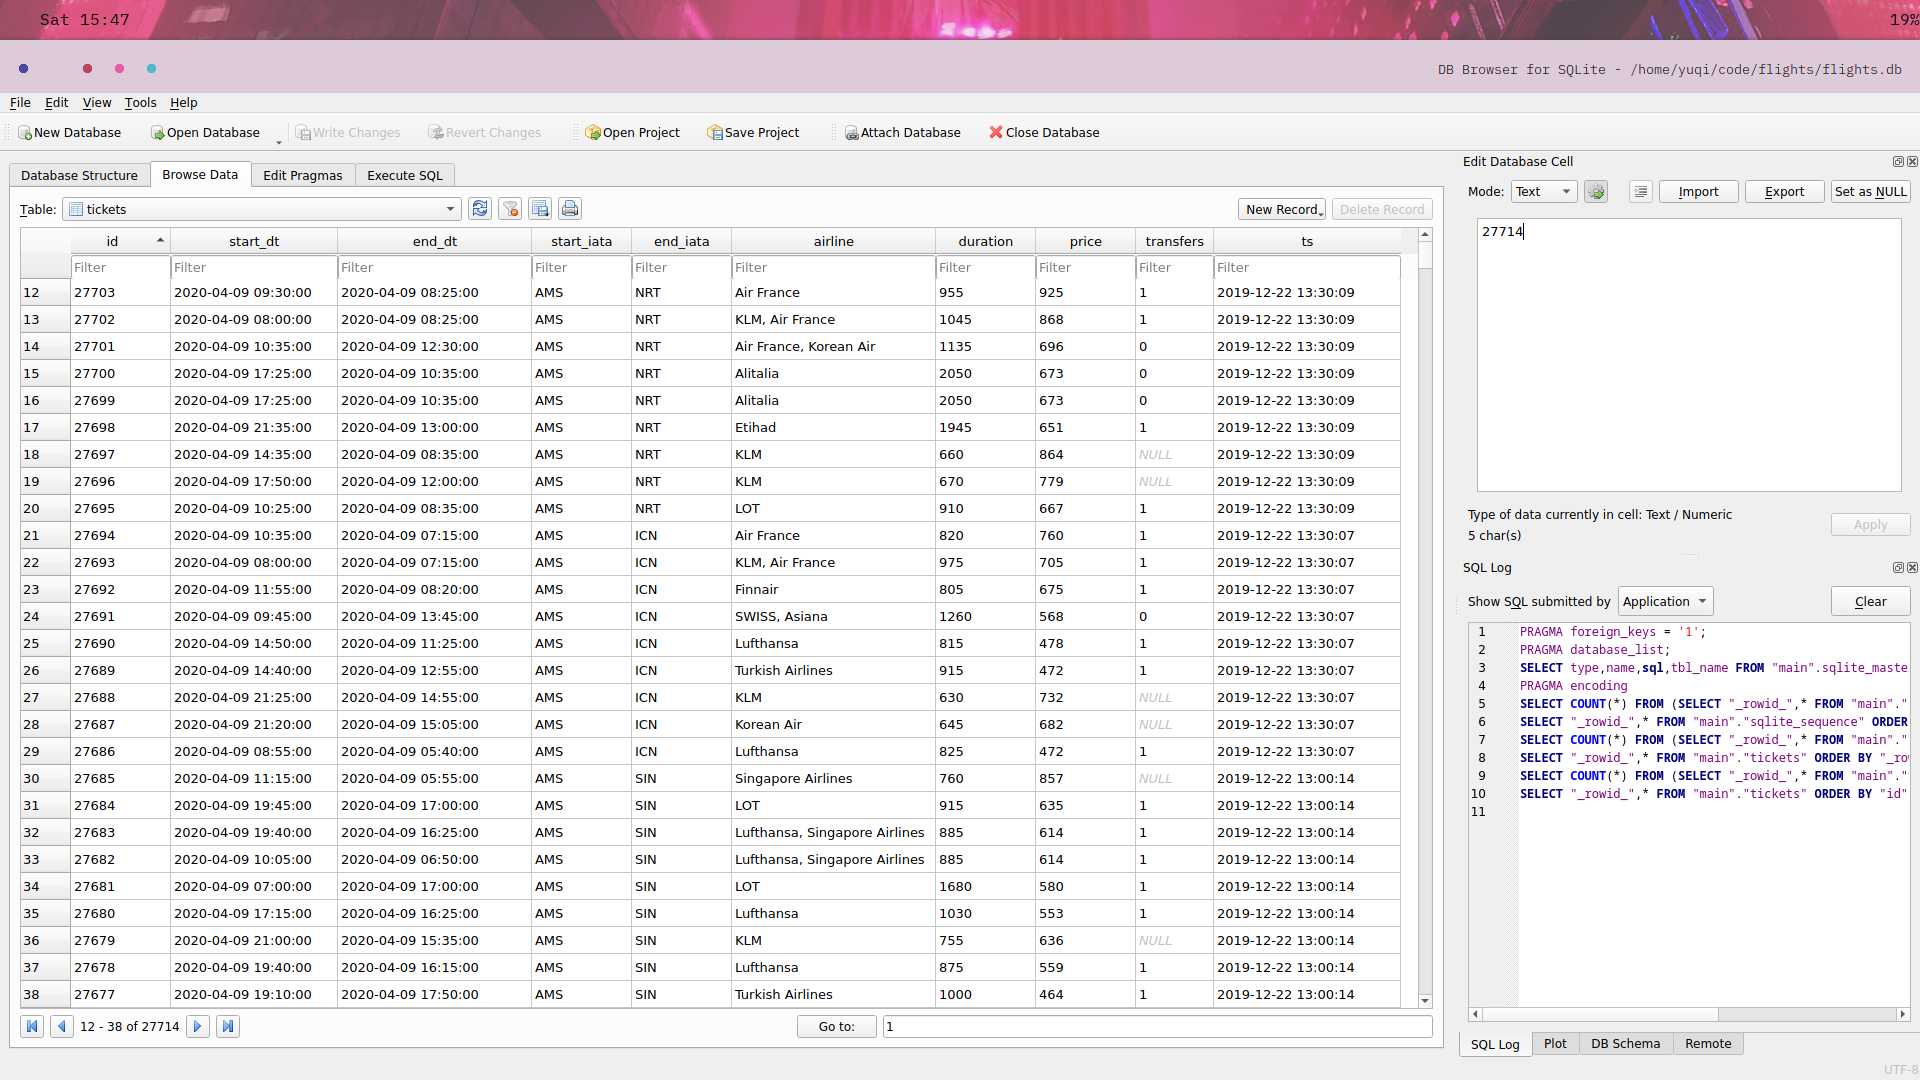 Sat 15:47
19%
DB Browser for SQLite - /home/yuqi/code/flights/flights.db
File Edit View Tools Help
New Database Open Database Write Changes Revert Changes Open Project Save Project Attach Database Close Database
Database Structure Browse Data Edit Pragmas Execute SQL
Table: tickets New Record Delete Record
id start_dt end_dt start_iata end_iata airline duration price transfers ts
Filter Filter Filter Filter Filter Filter Filter Filter Filter Filter
12 27703 2020-04-09 09:30:00 2020-04-09 08:25:00 AMS NRT Air France 955 925 1 2019-12-22 13:30:09
13 27702 2020-04-09 08:00:00 2020-04-09 08:25:00 AMS NRT KLM, Air France 1045 868 1 2019-12-22 13:30:09
14 27701 2020-04-09 10:35:00 2020-04-09 12:30:00 AMS NRT Air France, Korean Air 1135 696 0 2019-12-22 13:30:09
15 27700 2020-04-09 17:25:00 2020-04-09 10:35:00 AMS NRT Alitalia 2050 673 0 2019-12-22 13:30:09
16 27699 2020-04-09 17:25:00 2020-04-09 10:35:00 AMS NRT Alitalia 2050 673 0 2019-12-22 13:30:09
17 27698 2020-04-09 21:35:00 2020-04-09 13:00:00 AMS NRT Etihad 1945 651 1 2019-12-22 13:30:09
18 27697 2020-04-09 14:35:00 2020-04-09 08:35:00 AMS NRT KLM 660 864 NULL 2019-12-22 13:30:09
19 27696 2020-04-09 17:50:00 2020-04-09 12:00:00 AMS NRT KLM 670 779 NULL 2019-12-22 13:30:09
20 27695 2020-04-09 10:25:00 2020-04-09 08:35:00 AMS NRT LOT 910 667 1 2019-12-22 13:30:09
21 27694 2020-04-09 10:35:00 2020-04-09 07:15:00 AMS ICN Air France 820 760 1 2019-12-22 13:30:07
22 27693 2020-04-09 08:00:00 2020-04-09 07:15:00 AMS ICN KLM, Air France 975 705 1 2019-12-22 13:30:07
23 27692 2020-04-09 11:55:00 2020-04-09 08:20:00 AMS ICN Finnair 805 675 1 2019-12-22 13:30:07
24 27691 2020-04-09 09:45:00 2020-04-09 13:45:00 AMS ICN SWISS, Asiana 1260 568 0 2019-12-22 13:30:07
25 27690 2020-04-09 14:50:00 2020-04-09 11:25:00 AMS ICN Lufthansa 815 478 1 2019-12-22 13:30:07
26 27689 2020-04-09 14:40:00 2020-04-09 12:55:00 AMS ICN Turkish Airlines 915 472 1 2019-12-22 13:30:07
27 27688 2020-04-09 21:25:00 2020-04-09 14:55:00 AMS ICN KLM 630 732 NULL 2019-12-22 13:30:07
28 27687 2020-04-09 21:20:00 2020-04-09 15:05:00 AMS ICN Korean Air 645 682 NULL 2019-12-22 13:30:07
29 27686 2020-04-09 08:55:00 2020-04-09 05:40:00 AMS ICN Lufthansa 825 472 1 2019-12-22 13:30:07
30 27685 2020-04-09 11:15:00 2020-04-09 05:55:00 AMS SIN Singapore Airlines 760 857 NULL 2019-12-22 13:00:14
31 27684 2020-04-09 19:45:00 2020-04-09 17:00:00 AMS SIN LOT 915 635 1 2019-12-22 13:00:14
32 27683 2020-04-09 19:40:00 2020-04-09 16:25:00 AMS SIN Lufthansa, Singapore Airlines 885 614 1 2019-12-22 13:00:14
33 27682 2020-04-09 10:05:00 2020-04-09 06:50:00 AMS SIN Lufthansa, Singapore Airlines 885 614 1 2019-12-22 13:00:14
34 27681 2020-04-09 07:00:00 2020-04-09 17:00:00 AMS SIN LOT 1680 580 1 2019-12-22 13:00:14
35 27680 2020-04-09 17:15:00 2020-04-09 16:25:00 AMS SIN Lufthansa 1030 553 1 2019-12-22 13:00:14
36 27679 2020-04-09 21:00:00 2020-04-09 15:35:00 AMS SIN KLM 755 636 NULL 2019-12-22 13:00:14
37 27678 2020-04-09 19:40:00 2020-04-09 16:15:00 AMS SIN Lufthansa 875 559 1 2019-12-22 13:00:14
38 27677 2020-04-09 19:10:00 2020-04-09 17:50:00 AMS SIN Turkish Airlines 1000 464 1 2019-12-22 13:00:14
12 - 38 of 27714 Go to: 1
Edit Database Cell
Mode: Text Import Export Set as NULL
27714
Type of data currently in cell: Text / Numeric
5 char(s)
Apply
SQL Log
Show SQL submitted by Application Clear
1 PRAGMA foreign_keys = '1';
2 PRAGMA database_list;
3 SELECT type,name,sql,tbl_name FROM "main".sqlite_maste
4 PRAGMA encoding
5 SELECT COUNT(*) FROM (SELECT "_rowid_",* FROM "main"."
6 SELECT "_rowid_",* FROM "main"."sqlite_sequence" ORDER
7 SELECT COUNT(*) FROM (SELECT "_rowid_",* FROM "main"."
8 SELECT "_rowid_",* FROM "main"."tickets" ORDER BY "_ro
9 SELECT COUNT(*) FROM (SELECT "_rowid_",* FROM "main"."
10 SELECT "_rowid_",* FROM "main"."tickets" ORDER BY "id"
11
SQL Log Plot DB Schema Remote
UTF-8